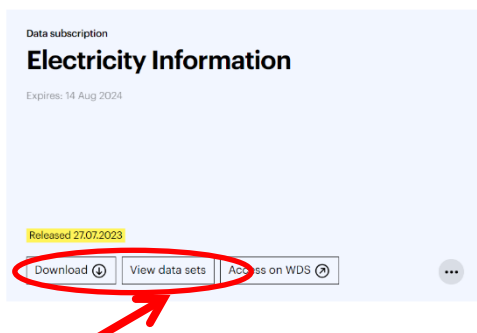 Data subscription
Electricity Information
Expires: 14 Aug 2024
Released 27.07.2023
Download View data sets Access on WDS